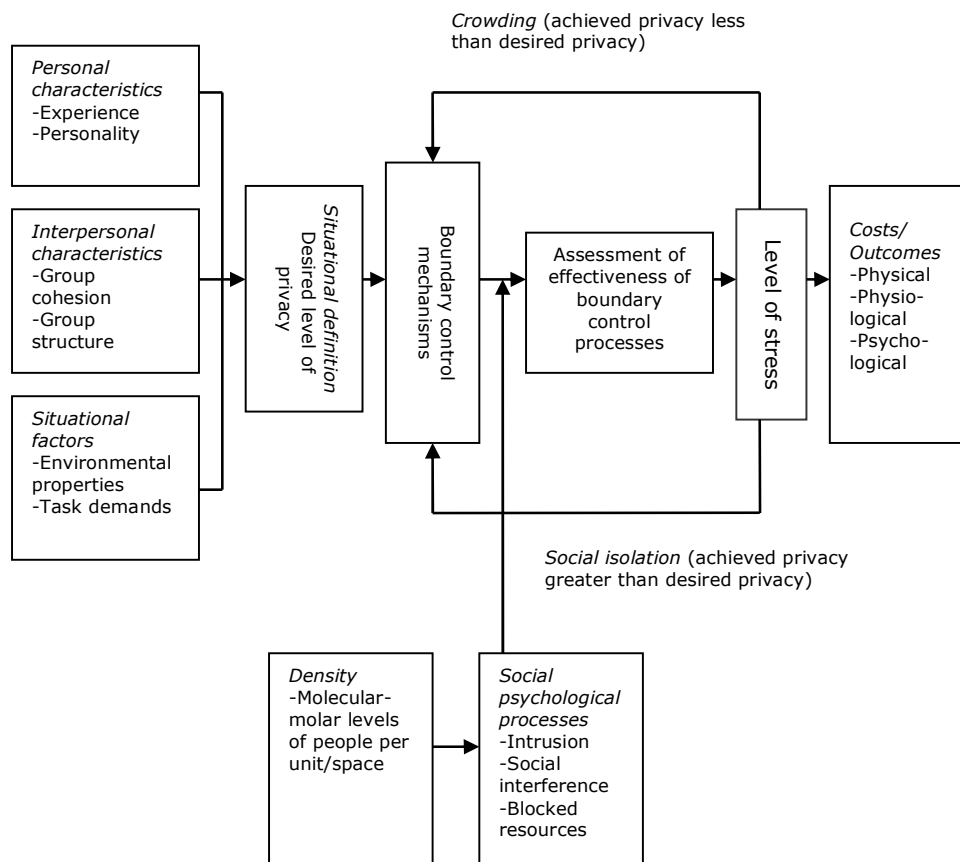 Crowding (achieved privacy less
than desired privacy)
Personal
characteristics
-Experience
-Personality
Interpersonal
characteristics
-Group
cohesion
-Group
structure
Situational
factors
-Environmental
properties
-Task demands
Situational definition
Desired level of
privacy
Boundary control
mechanisms
Assessment of
effectiveness of
boundary
control
processes
Level of stress
Costs/
Outcomes
-Physical
-Physio-
logical
-Psycho-
logical
Social isolation (achieved privacy
greater than desired privacy)
Density
-Molecular-
molar levels
of people per
unit/space
Social
psychological
processes
-Intrusion
-Social
interference
-Blocked
resources